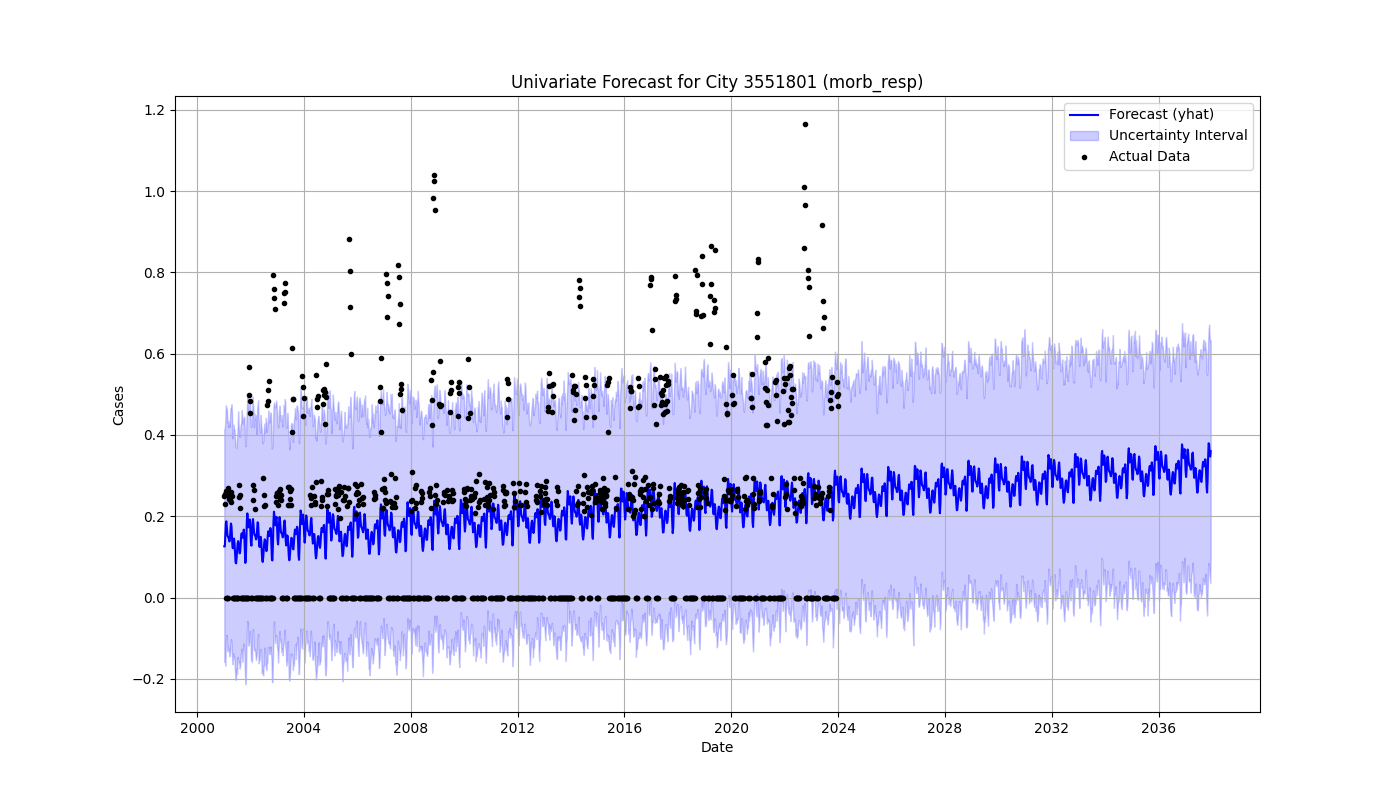 Univariate Forecast for City 3551801 (morb_resp)
Forecast (yhat)
Uncertainty Interval
Actual Data
Cases
1.2
1.0
0.8
0.6
0.4
0.2
0.0
−0.2
2000 2004 2008 2012 2016 2020 2024 2028 2032 2036
Date